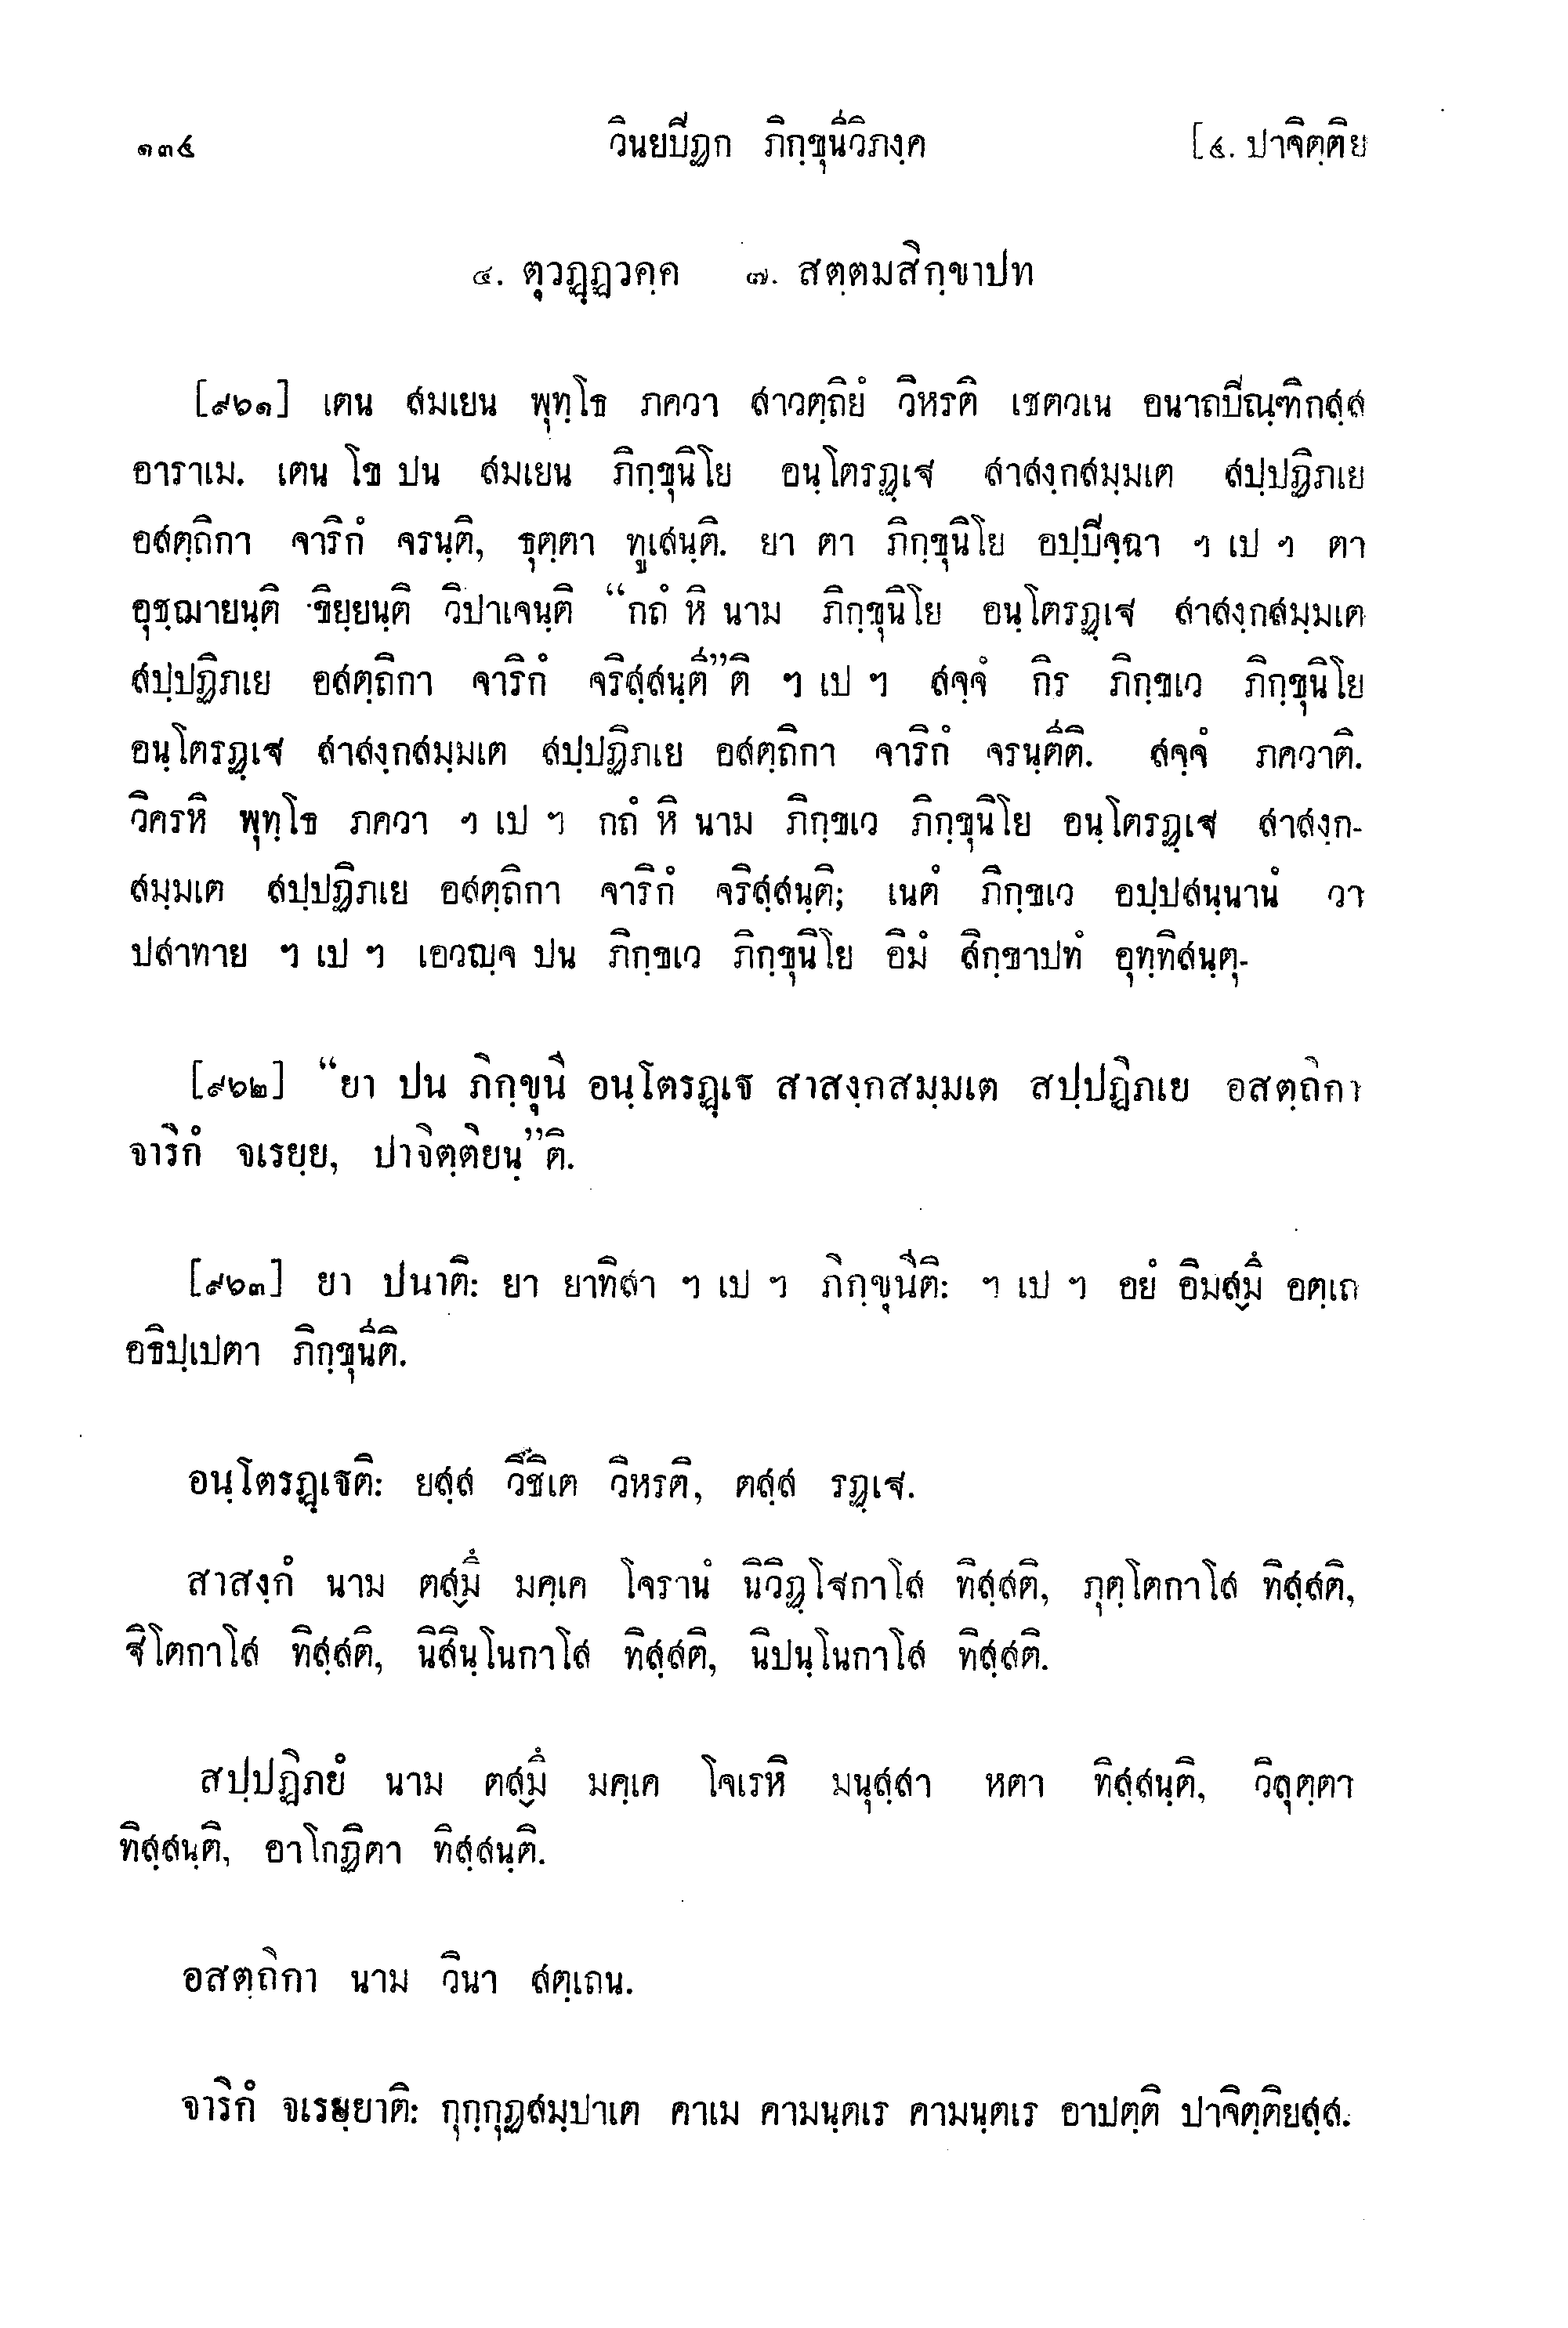 ๑๓๔ วินยปิฏก ภิกฺขุนีวิภงฺค [๔. ปาจิตฺติย
๔. ตุวฏฺฏวคฺค ๗. สตฺตมสิกฺขาปท
[๙๖๑] เตน สมเยน พุทฺโธ ภควา สาวตฺถิยํ วิหรติ เชตวเน อนาถปิณฺฑิกสฺส
อาราเม. เตน โข ปน สมเยน ภิกฺขุนิโย อนฺโตรฏฺเฐ สาสงฺกสมฺมเต สปฺปฏิภเย
อสตฺถิกา จาริกํ จรนฺติ, ธุตฺตา ทูเสนฺติ. ยา ตา ภิกฺขุนิโย อปฺปิจฺฉา ฯ เป ฯ ตา
อุชฺฌายนฺติ ขิยฺยนฺติ วิปาเจนฺติ “กถํ หิ นาม ภิกฺขุนิโย อนฺโตรฏฺเฐ สาสงฺกสมฺมเต
สปฺปฏิภเย อสตฺถิกา จาริกํ จริสฺสนฺตี”ติ ฯ เป ฯ สจฺจํ กิร ภิกฺขเว ภิกฺขุนิโย
อนฺโตรฏฺเฐ สาสงฺกสมฺมเต สปฺปฏิภเย อสตฺถิกา จาริกํ จรนฺตีติ. สจฺจํ ภควาติ.
วิครหิ พุทฺโธ ภควา ฯ เป ฯ กถํ หิ นาม ภิกฺขเว ภิกฺขุนิโย อนฺโตรฏฺเฐ สาสงฺก-
สมฺมเต สปฺปฏิภเย อสตฺถิกา จาริกํ จริสฺสนฺติ; เนตํ ภิกฺขเว อปฺปสนฺนานํ วา
ปสาทาย ฯ เป ฯ เอวญฺจ ปน ภิกฺขเว ภิกฺขุนิโย อิมํ สิกฺขาปทํ อุทฺทิสนฺตุ-
[๙๖๒] “ยา ปน ภิกฺขุนี อนฺโตรฏฺเฐ สาสงฺกสมฺมเต สปฺปฏิภเย อสตฺถิกา
จาริกํ จเรยฺย, ปาจิตฺติยนฺ”ติ.
[๙๖๓] ยา ปนาติ: ยา ยาทิสา ฯ เป ฯ ภิกฺขุนีติ: ฯ เป ฯ อยํ อิมสฺมึ อตฺเถ
อธิปฺเปตา ภิกฺขุนีติ.
อนฺโตรฏฺเฐติ: ยสฺส วิชิเต วิหรติ, ตสฺส รฏฺเฐ.
สาสงฺกํ นาม ตสฺมึ มคฺเค โจรานํ นิวิฏฺโฐกาโส ทิสฺสติ, ภุตฺโตกาโส ทิสฺสติ,
ฐิโตกาโส ทิสฺสติ, นิสินฺโนกาโส ทิสฺสติ, นิปนฺโนกาโส ทิสฺสติ.
สปฺปฏิภยํ นาม ตสฺมึ มคฺเค โจเรหิ มนุสฺสา หตา ทิสฺสนฺติ, วิลุตฺตา
ทิสฺสนฺติ, อาโกฏิตา ทิสฺสนฺติ.
อสตฺถิกา นาม วินา สตฺเถน.
จาริกํ จเรยฺยาติ: กุกฺกุฏสมฺปาเต คาเม คามนฺตเร คามนฺตเร อาปตฺติ ปาจิตฺติยสฺส.